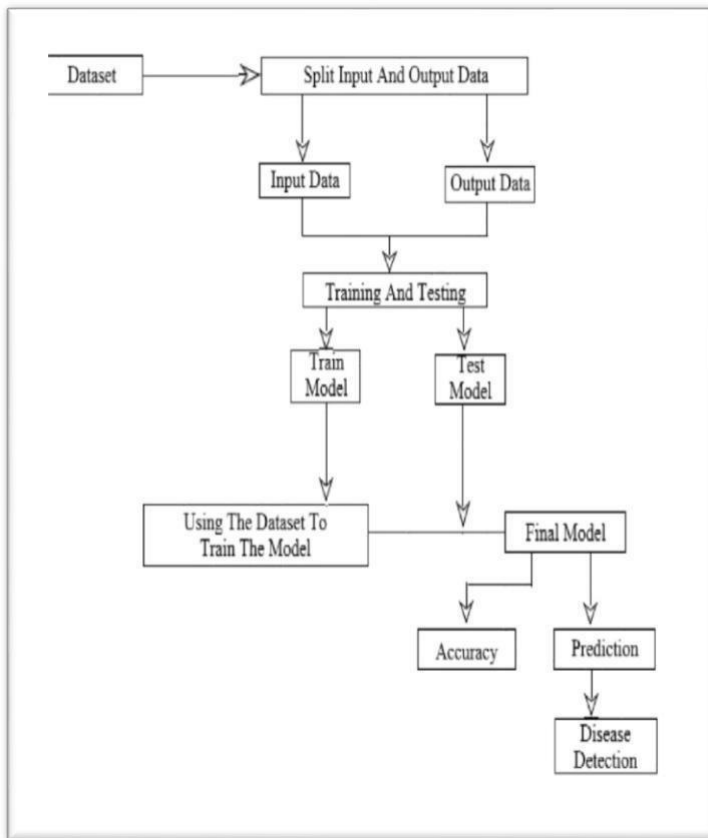 Dataset
Split Input And Output Data
Input Data
Output Data
Training And Testing
Train
Model
Test
Model
Using The Dataset To
Train The Model
Final Model
Accuracy
Prediction
Disease
Detection